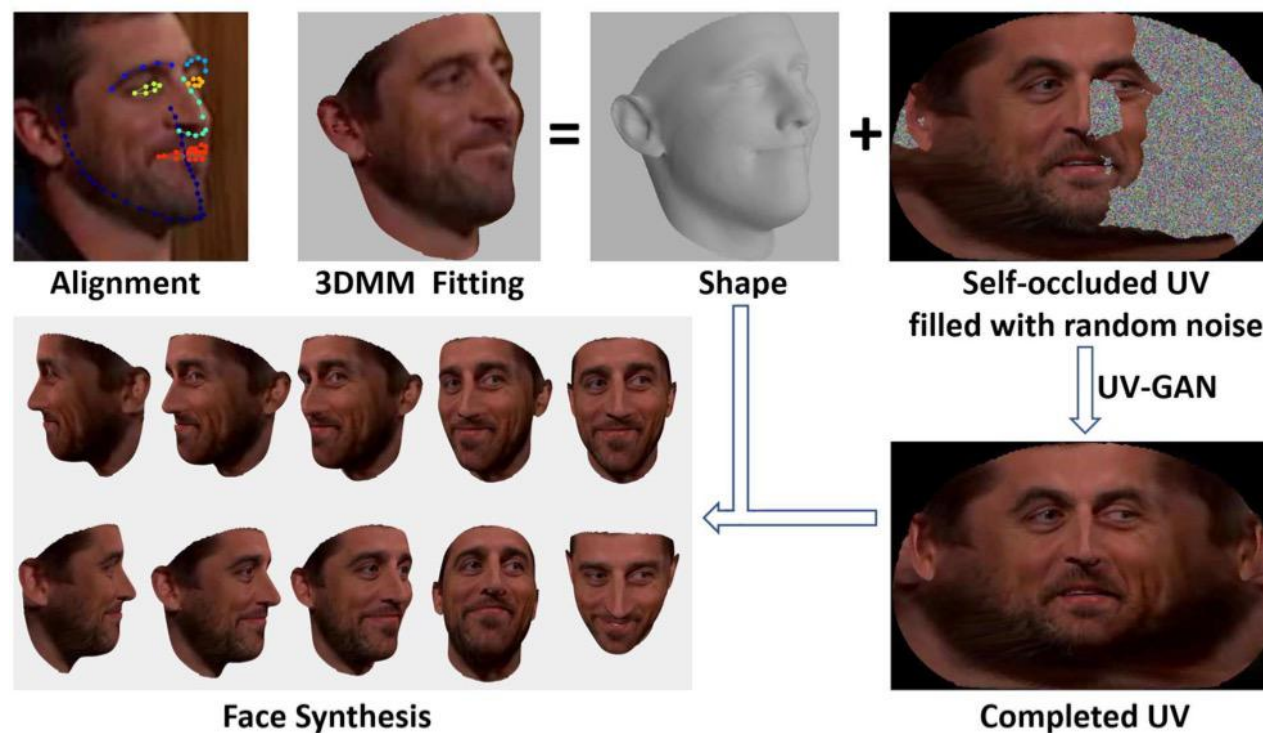 =
+
Alignment
3DMM Fitting
Shape
Self-occluded UV
filled with random noise
UV-GAN
Face Synthesis
Completed UV